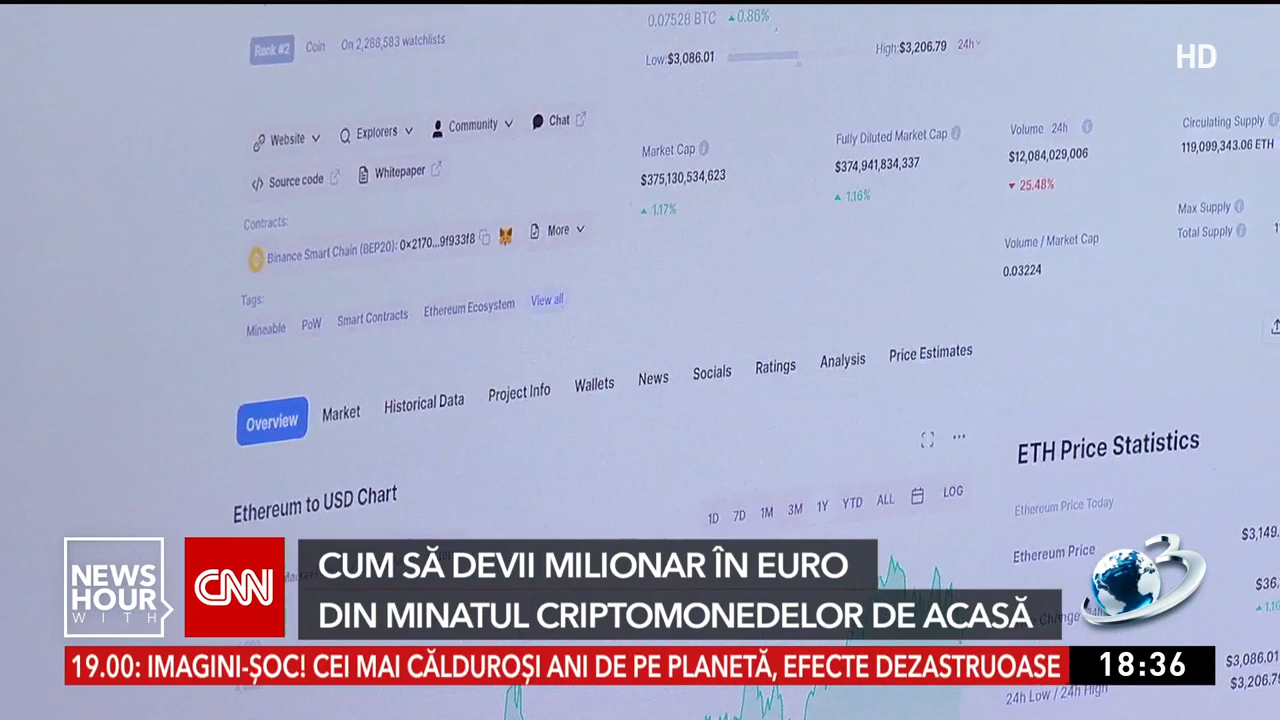 0.07528 BTC 0.86%
HD
Rank #2 Coin On 2,288,583 watchlists
Low:$3,086.01 High:$3,206.79 24h
Website Explorers Community Chat
Source code Whitepaper
Market Cap Fully Diluted Market Cap Volume 24h Circulating Supply
$375,130,534,623 $374,941,834,337 $12,084,029,006 119,099,343.06 ETH
1.17% 1.16% 25.48%
Max Supply
Total Supply
Contracts:
Binance Smart Chain (BEP20): 0x2170...9f933f8 More
Volume / Market Cap
0.03224
Tags:
Mineable PoW Smart Contracts Ethereum Ecosystem View all
Overview Market Historical Data Project Info Wallets News Socials Ratings Analysis Price Estimates
ETH Price Statistics
Ethereum to USD Chart
1D 7D 1M 3M 1Y YTD ALL LOG
Ethereum Price Today
Ethereum Price $3,149.
$36.
NEWS
HOUR
WITH
CNN
CUM SĂ DEVII MILIONAR ÎN EURO
DIN MINATUL CRIPTOMONEDELOR DE ACASĂ
3
19.00: IMAGINI-ȘOC! CEI MAI CĂLDUROȘI ANI DE PE PLANETĂ, EFECTE DEZASTRUOASE
18:36
$3,086.01
24h Low / 24h High $3,206.79